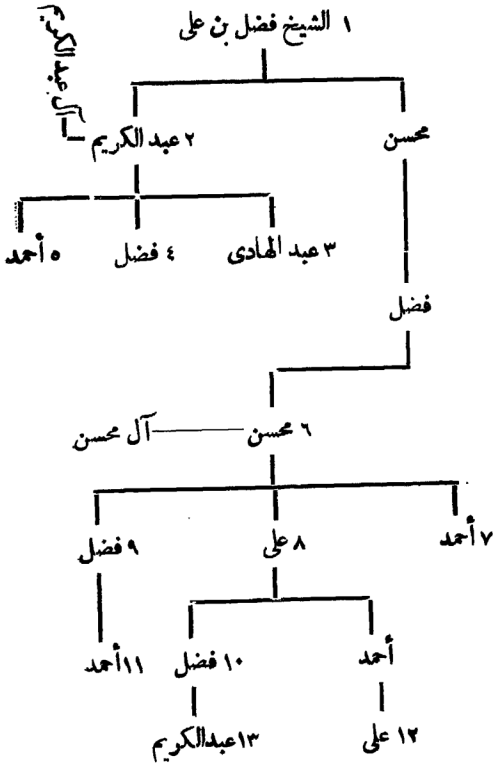 ١ الشيخ فضل بن على
آل عبد الكريم
محسن
٢ عبد الكريم
٣ عبد الهادى
٤ فضل
٥ أحمد
فضل
٦ محسن
آل محسن
٧ أحمد
٨ على
٩ فضل
أحمد
١٠ فضل
١١ أحمد
١٢ على
١٣ عبدالكريم